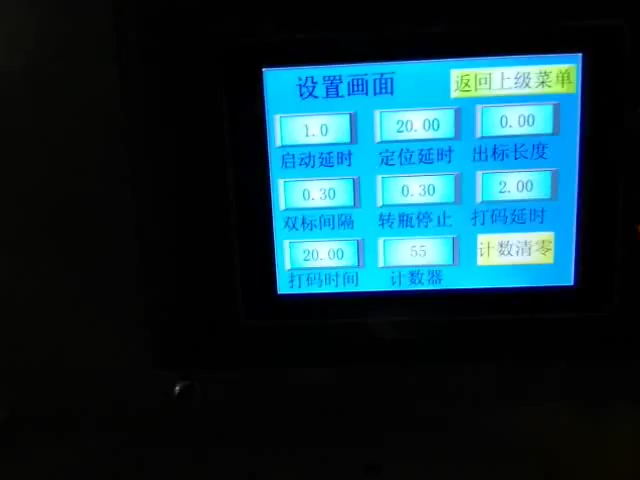 设置画面 返回上级菜单
1.0 20.00 0.00
启动延时 定位延时 出标长度
0.30 0.30 2.00
双标间隔 转瓶停止 打码延时
20.00 55 计数清零
打码时间 计数器